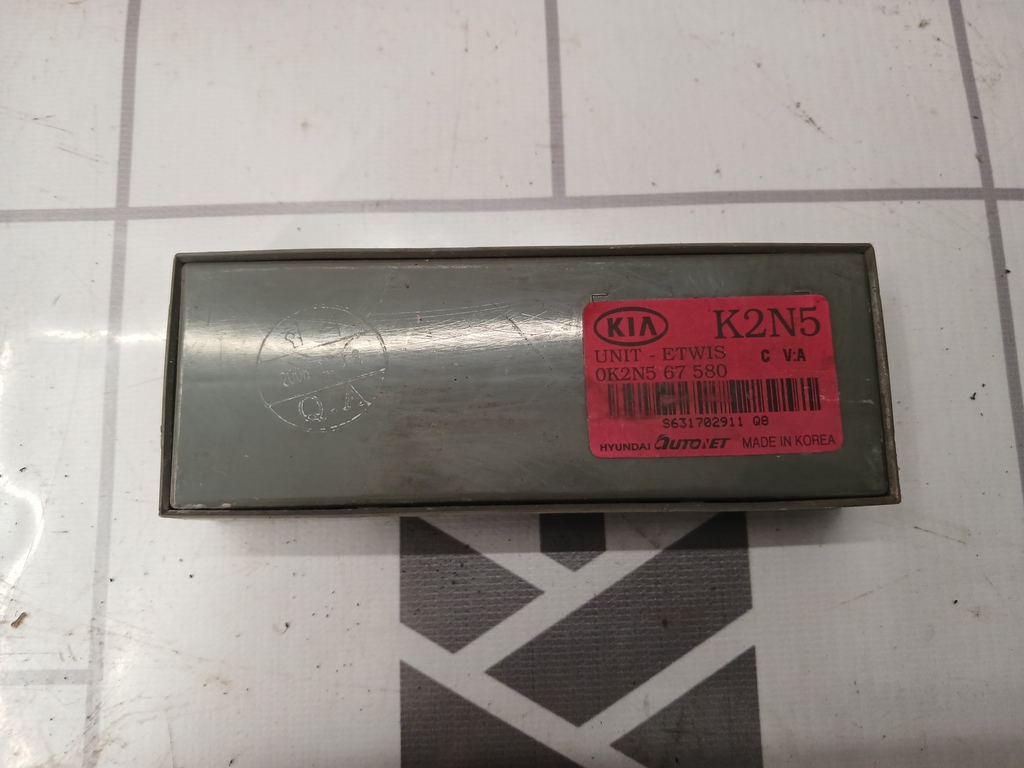 KIA K2N5
UNIT - ETWIS C V:A
0K2N5 67 580
S631702911 Q8
HYUNDAI AUTONET MADE IN KOREA
Q.A